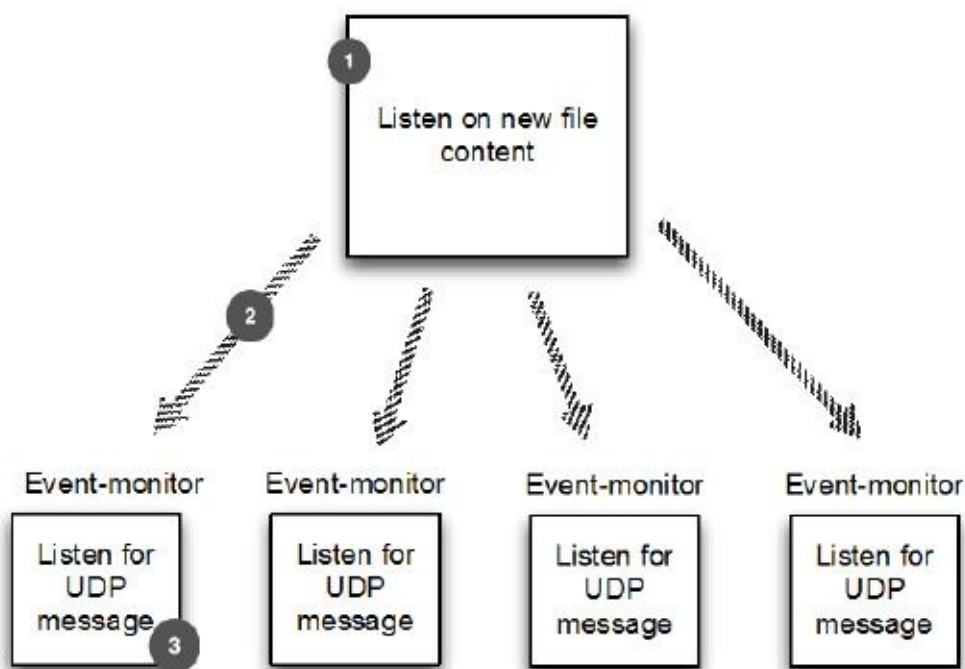 1
Listen on new file
content
2
Event-monitor
Event-monitor
Event-monitor
Event-monitor
Listen for
UDP
message
3
Listen for
UDP
message
Listen for
UDP
message
Listen for
UDP
message